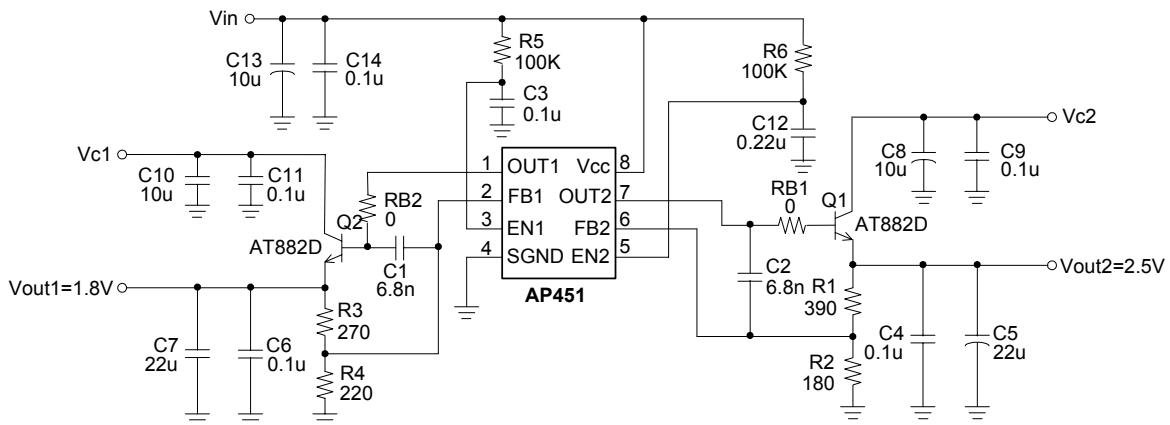 Vin
C13
10u
C14
0.1u
R5
100K
C3
0.1u
R6
100K
C12
0.22u
Vc2
C8
10u
C9
0.1u
Vc1
C10
10u
C11
0.1u
RB2
0
Q2
AT882D
C1
6.8n
1 OUT1 Vcc 8
2 FB1 OUT2 7
3 EN1 FB2 6
4 SGND EN2 5
AP451
RB1
0
Q1
AT882D
C2
6.8n
Vout1=1.8V
C7
22u
C6
0.1u
R3
270
R4
220
Vout2=2.5V
R1
390
R2
180
C4
0.1u
C5
22u